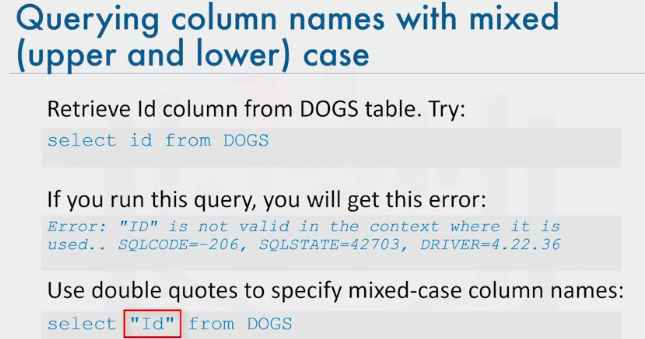 Querying column names with mixed
(upper and lower) case
Retrieve Id column from DOGS table. Try:
select id from DOGS
If you run this query, you will get this error:
Error: "ID" is not valid in the context where it is
used.. SQLCODE=-206, SQLSTATE=42703, DRIVER=4.22.36
Use double quotes to specify mixed-case column names:
select "Id" from DOGS